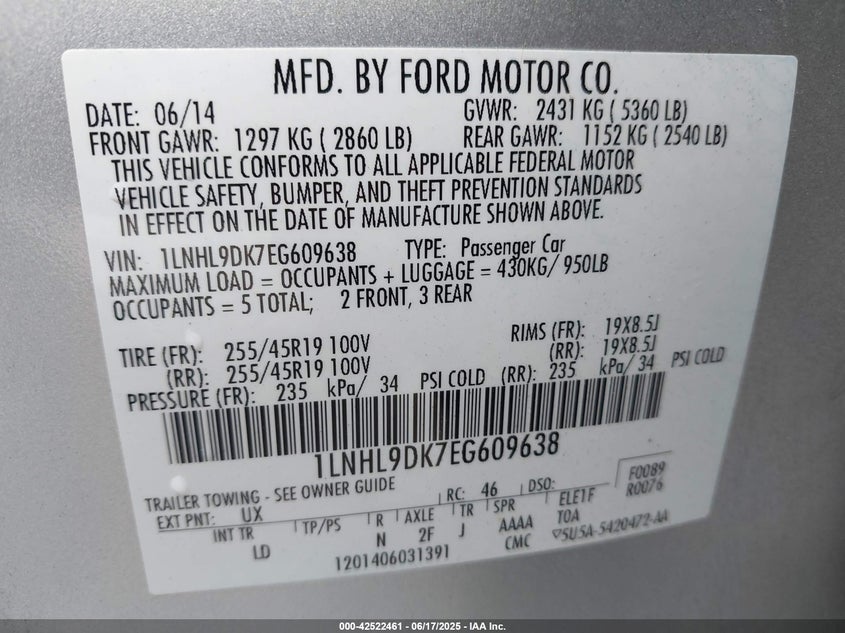 MFD. BY FORD MOTOR CO.
DATE: 06/14 GVWR: 2431 KG ( 5360 LB)
FRONT GAWR: 1297 KG ( 2860 LB) REAR GAWR: 1152 KG ( 2540 LB)
THIS VEHICLE CONFORMS TO ALL APPLICABLE FEDERAL MOTOR
VEHICLE SAFETY, BUMPER, AND THEFT PREVENTION STANDARDS
IN EFFECT ON THE DATE OF MANUFACTURE SHOWN ABOVE.
VIN: 1LNHL9DK7EG609638 TYPE: Passenger Car
MAXIMUM LOAD = OCCUPANTS + LUGGAGE = 430KG/ 950LB
OCCUPANTS = 5 TOTAL; 2 FRONT, 3 REAR
TIRE (FR): 255/45R19 100V RIMS (FR): 19X8.5J
(RR): 255/45R19 100V (RR): 19X8.5J
PRESSURE (FR): 235 kPa/ 34 PSI COLD (RR): 235 kPa/ 34 PSI COLD
1LNHL9DK7EG609638
TRAILER TOWING - SEE OWNER GUIDE
EXT PNT: UX RC: 46 DSO: F0089
R0076
INT TR TP/PS R AXLE TR SPR ELE1F
LD N 2F J AAAA TOA
1201406031391 CMC ▽5U5A-5420472-AA
000-42522461 - 06/17/2025 - IAA Inc.